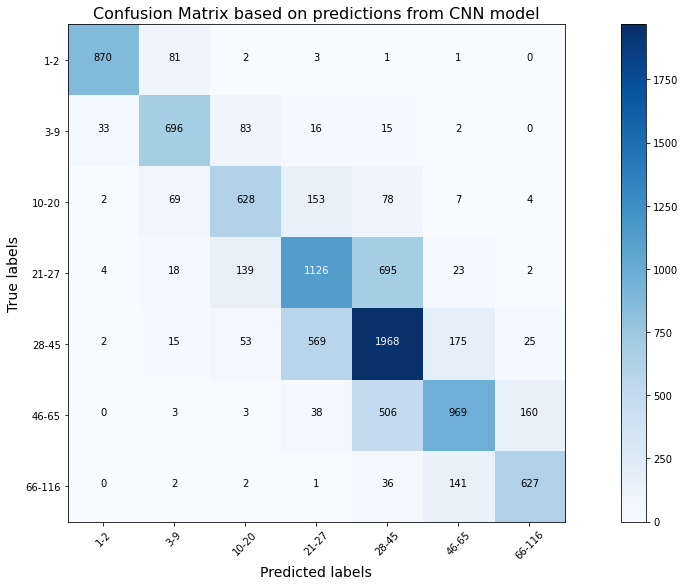 Confusion Matrix based on predictions from CNN model
1-2 870 81 2 3 1 1 0
3-9 33 696 83 16 15 2 0
10-20 2 69 628 153 78 7 4
21-27 4 18 139 1126 695 23 2
28-45 2 15 53 569 1968 175 25
46-65 0 3 3 38 506 969 160
66-116 0 2 2 1 36 141 627
1-2 3-9 10-20 21-27 28-45 46-65 66-116
True labels
Predicted labels
1750
1500
1250
1000
750
500
250
0